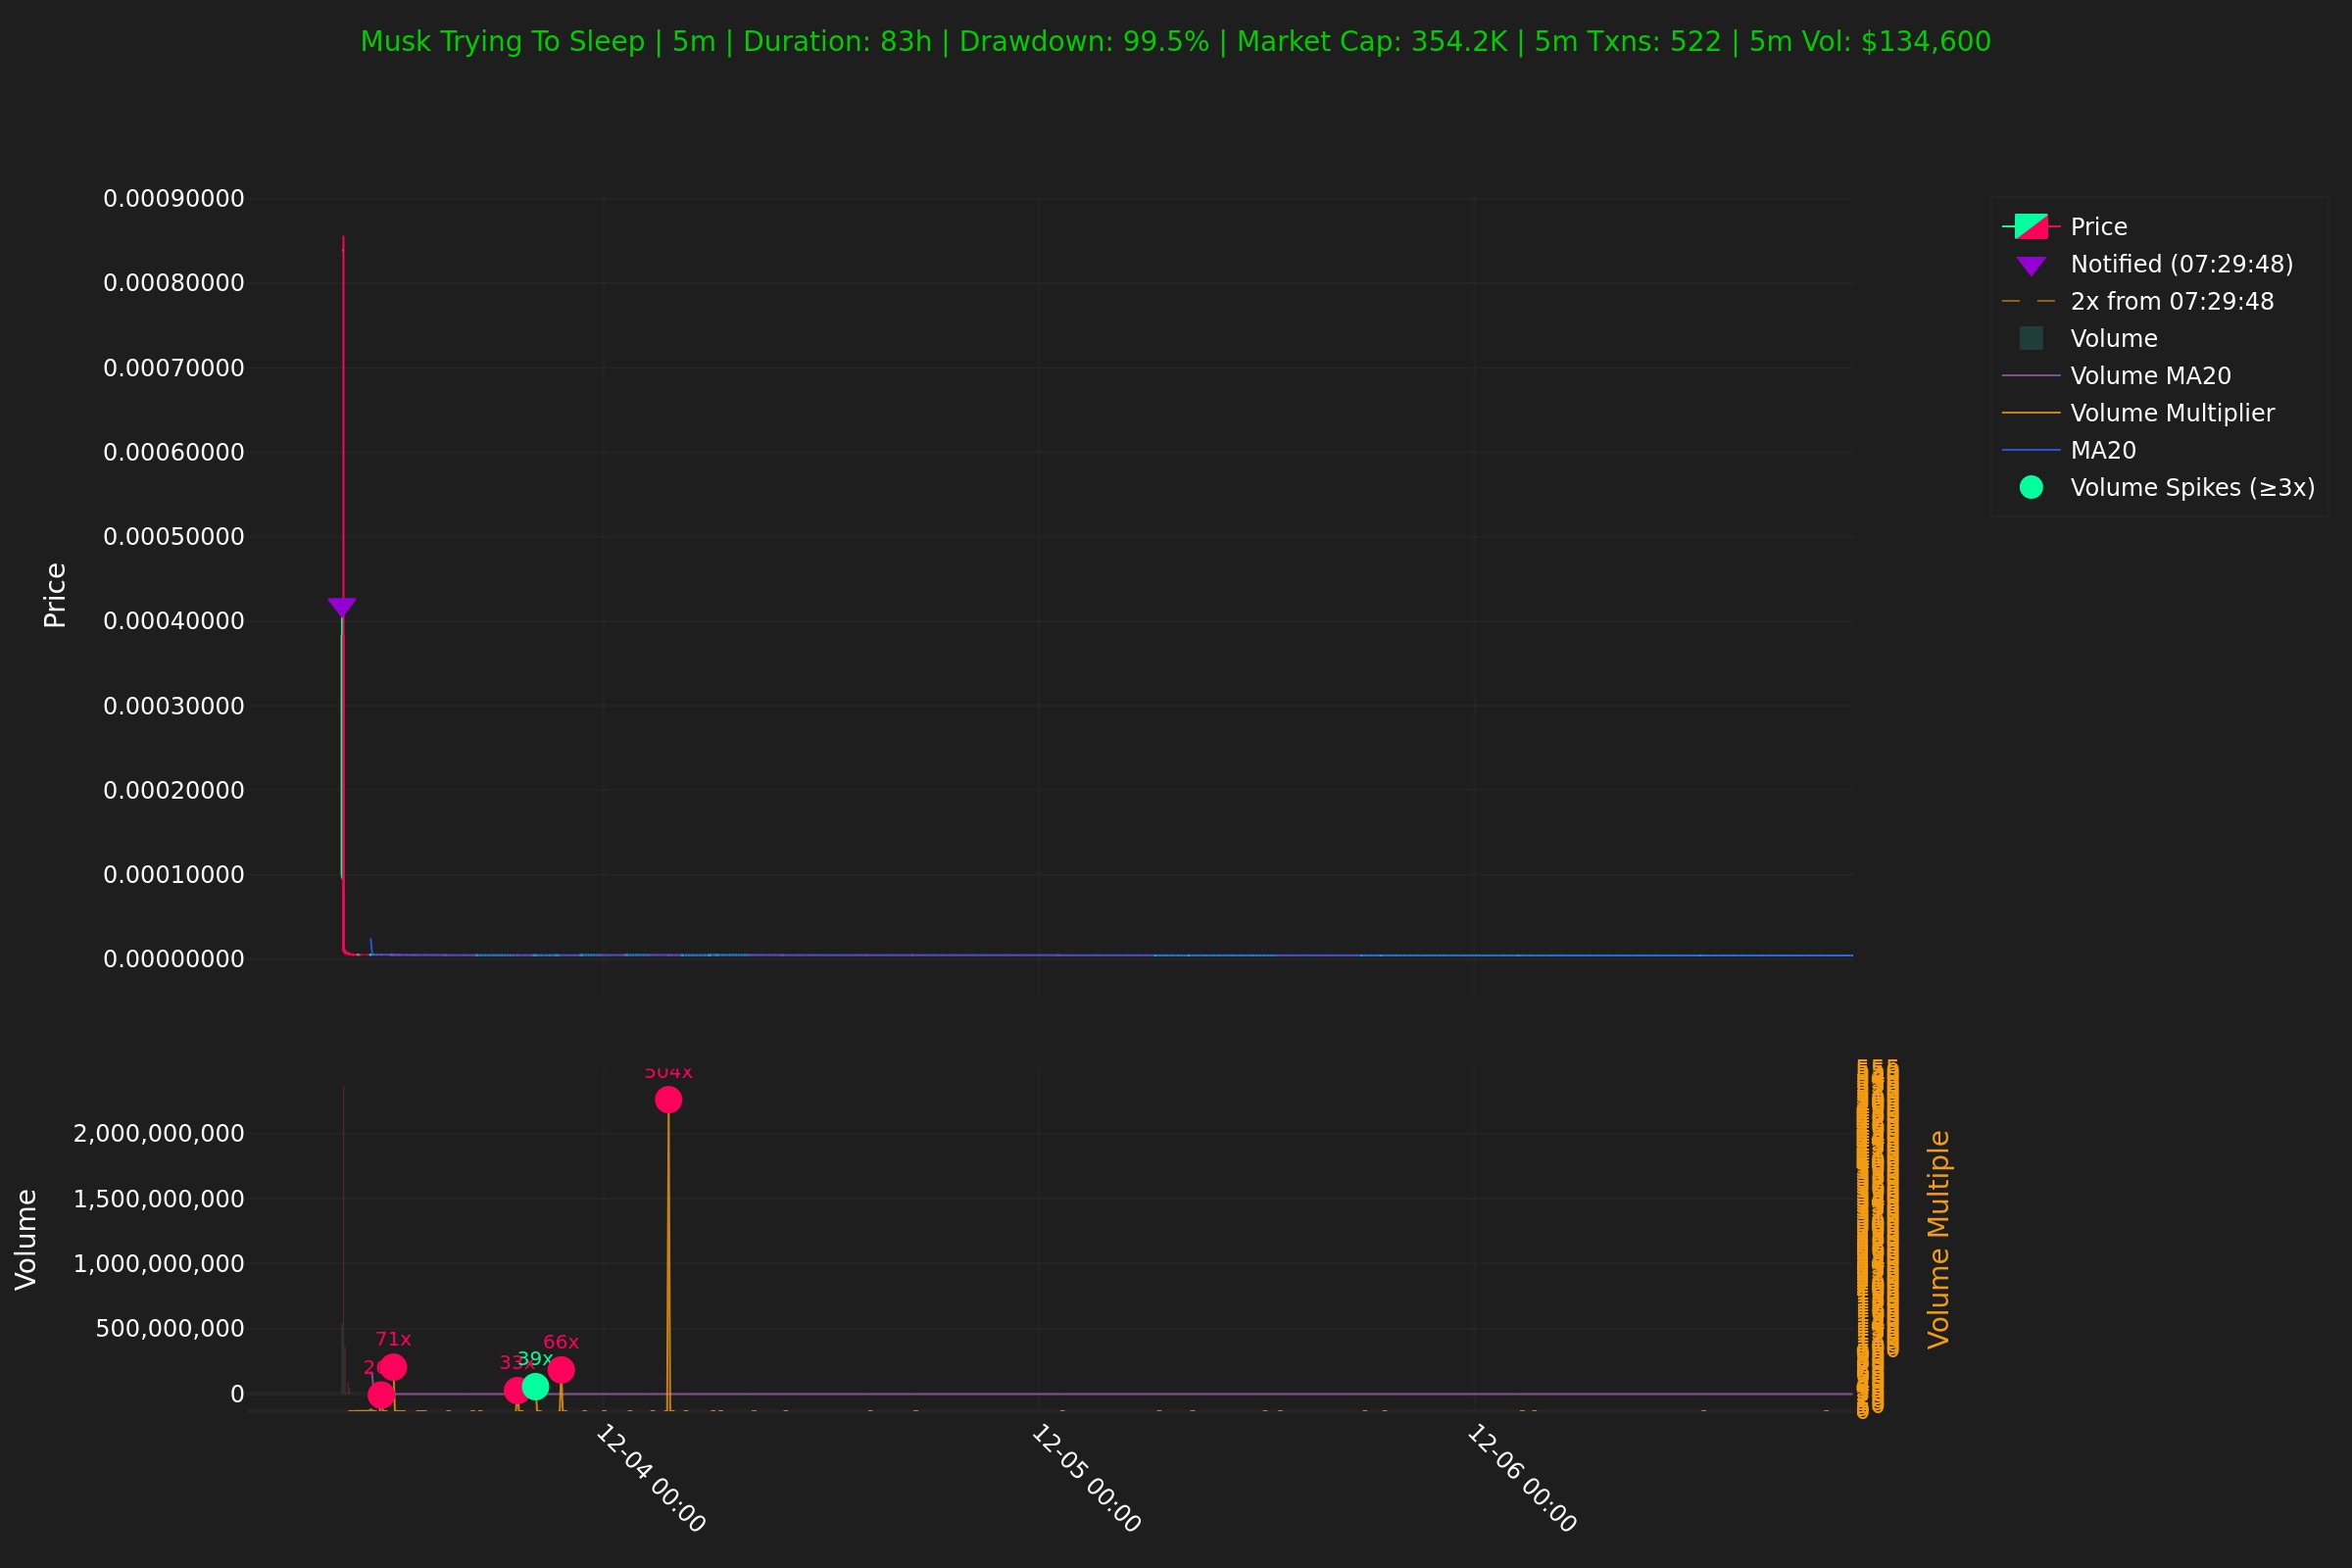 Musk Trying To Sleep | 5m | Duration: 83h | Drawdown: 99.5% | Market Cap: 354.2K | 5m Txns: 522 | 5m Vol: $134,600
0.00090000
0.00080000
0.00070000
0.00060000
0.00050000
0.00040000
0.00030000
0.00020000
0.00010000
0.00000000
Price
Price
Notified (07:29:48)
2x from 07:29:48
Volume
Volume MA20
Volume Multiplier
MA20
Volume Spikes (≥3x)
2,000,000,000
1,500,000,000
1,000,000,000
500,000,000
0
Volume
71x
33x
39x
66x
504x
Volume Multiple
12-04 00:00
12-05 00:00
12-06 00:00